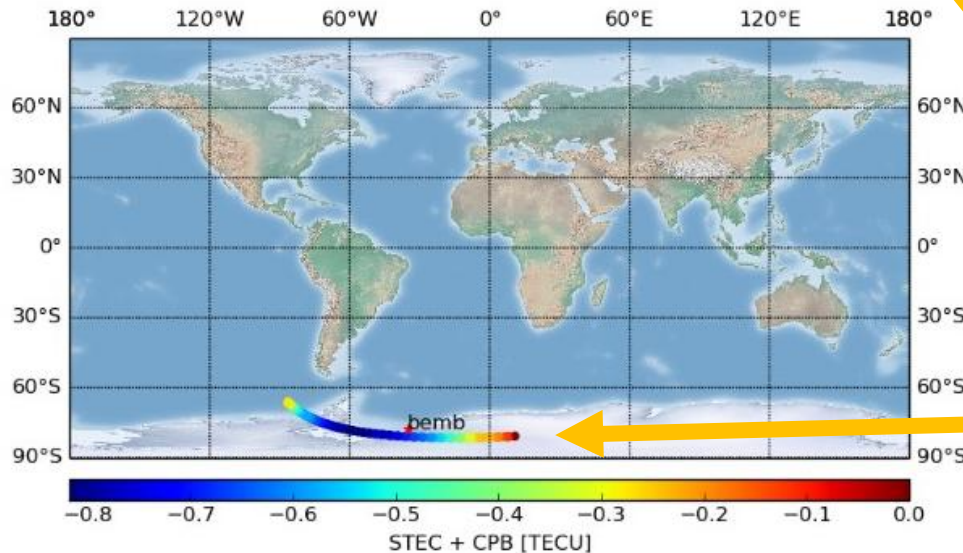 180° 120°W 60°W 0° 60°E 120°E 180°
60°N 60°N
30°N 30°N
0° 0°
30°S 30°S
60°S 60°S
bemb
90°S 90°S
−0.8 −0.7 −0.6 −0.5 −0.4 −0.3 −0.2 −0.1 0.0
STEC + CPB [TECU]